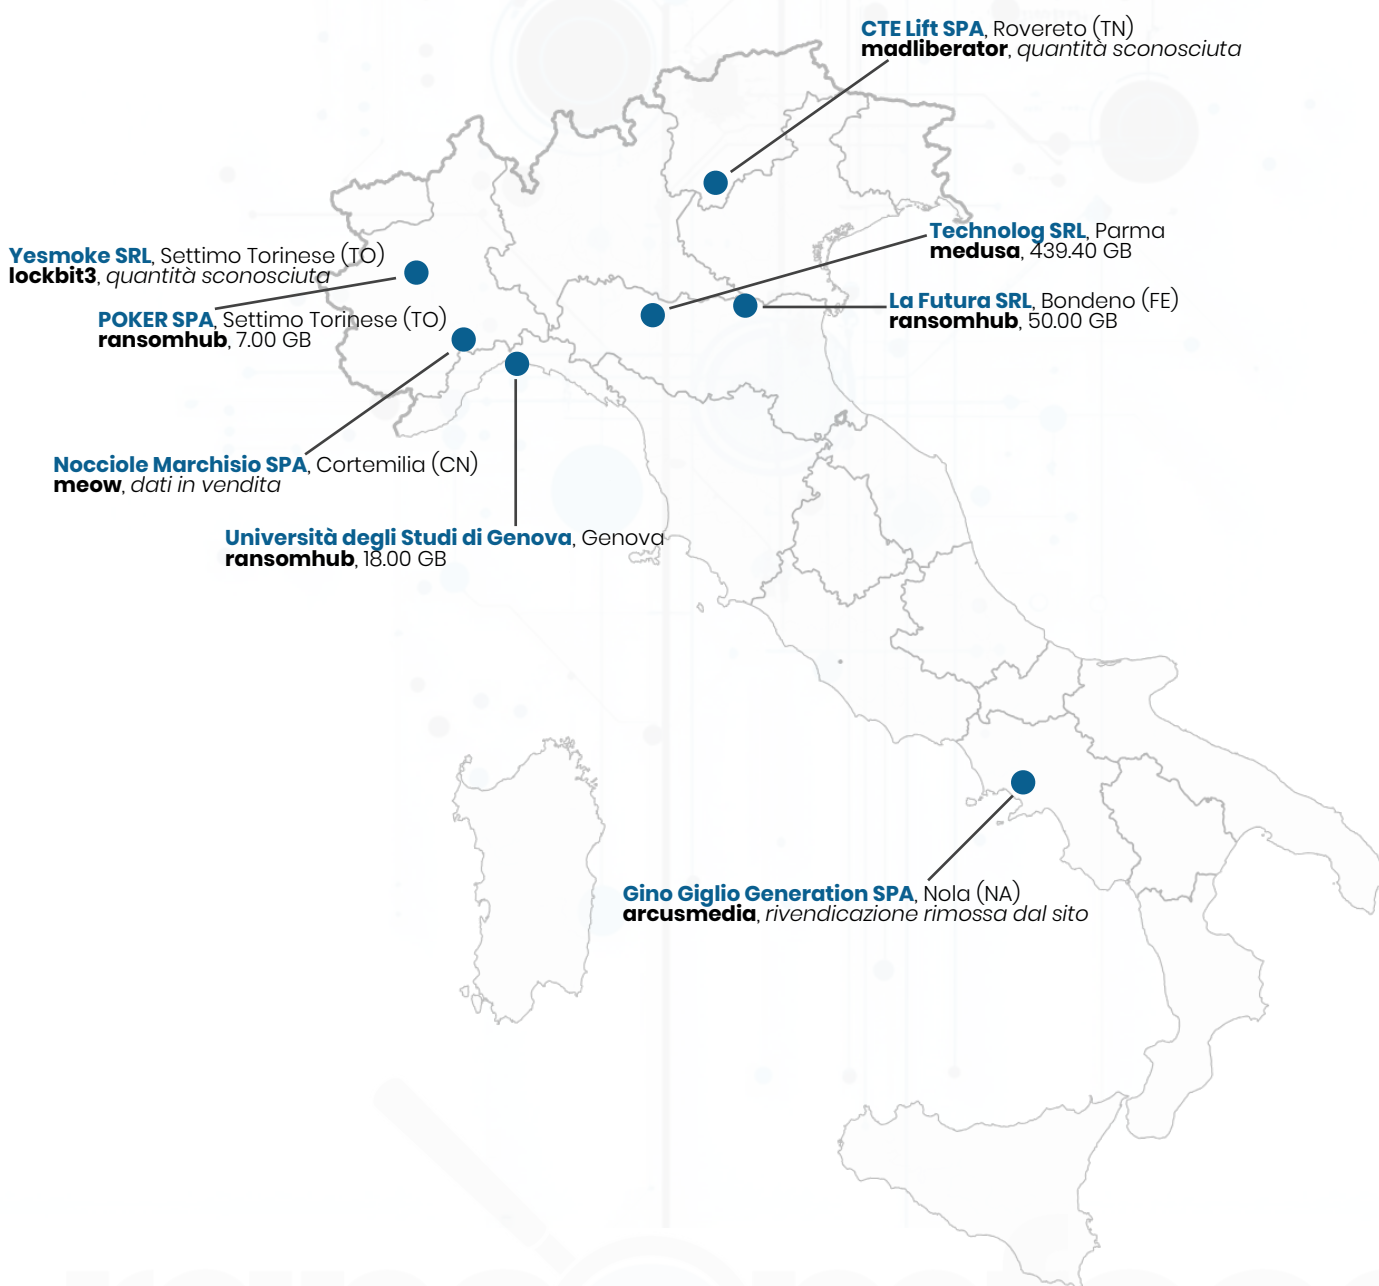 CTE Lift SPA, Rovereto (TN)
madliberator, quantità sconosciuta
Technolog SRL, Parma
medusa, 439.40 GB
Yesmoke SRL, Settimo Torinese (TO)
lockbit3, quantità sconosciuta
La Futura SRL, Bondeno (FE)
ransomhub, 50.00 GB
POKER SPA, Settimo Torinese (TO)
ransomhub, 7.00 GB
Nocciole Marchisio SPA, Cortemilia (CN)
meow, dati in vendita
Università degli Studi di Genova, Genova
ransomhub, 18.00 GB
Gino Giglio Generation SPA, Nola (NA)
arcusmedia, rivendicazione rimossa dal sito